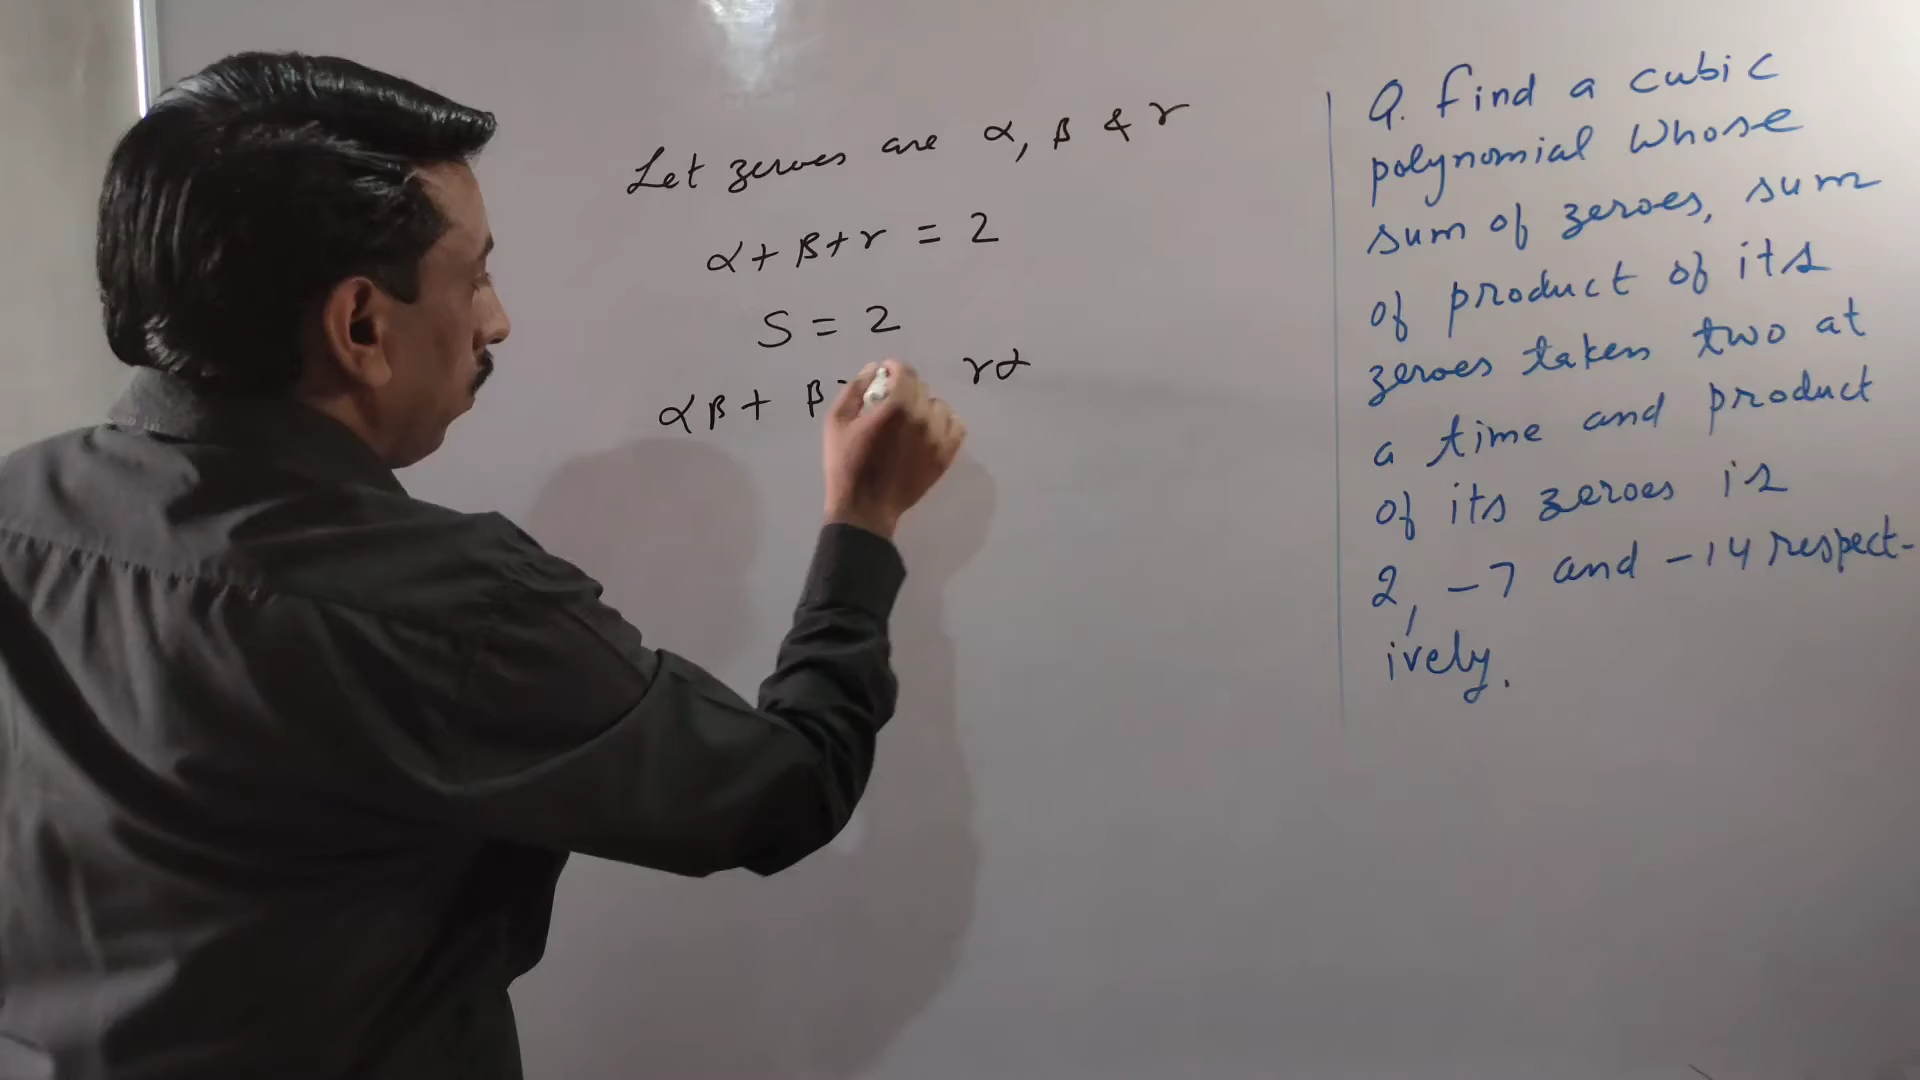 Let zeroes are α, β & γ
α + β + γ = 2
S = 2
αβ + β γα
Q. Find a cubic
polynomial whose
sum of zeroes, sum
of product of its
zeroes taken two at
a time and product
of its zeroes is
2, -7 and -14 respect-
ively.